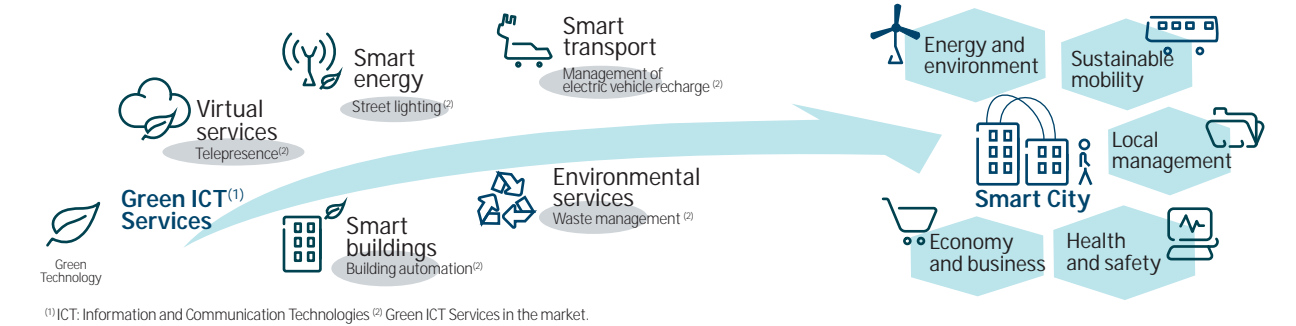 Green
Technology
Green ICT(1)
Services
Virtual
services
Telepresence(2)
Smart
energy
Street lighting (2)
Smart
transport
Management of
electric vehicle recharge (2)
Smart
buildings
Building automation(2)
Environmental
services
Waste management (2)
Energy and
environment
Sustainable
mobility
Local
management
Smart City
Economy
and business
Health
and safety
(1) ICT: Information and Communication Technologies (2) Green ICT Services in the market.